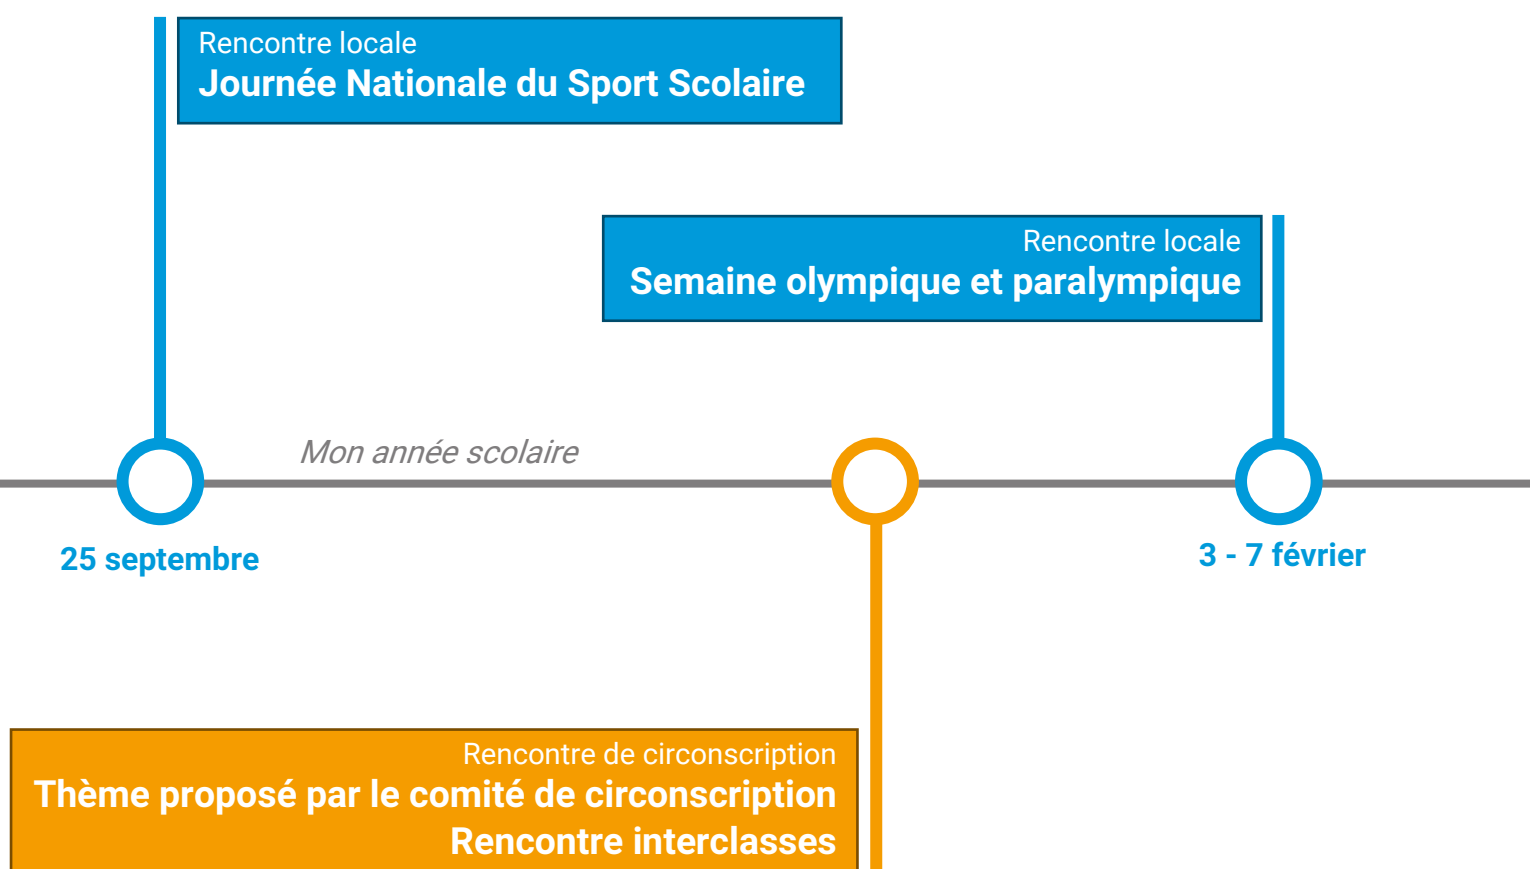 Rencontre locale
Journée Nationale du Sport Scolaire
Rencontre locale
Semaine olympique et paralympique
Mon année scolaire
25 septembre
3 - 7 février
Rencontre de circonscription
Thème proposé par le comité de circonscription
Rencontre interclasses